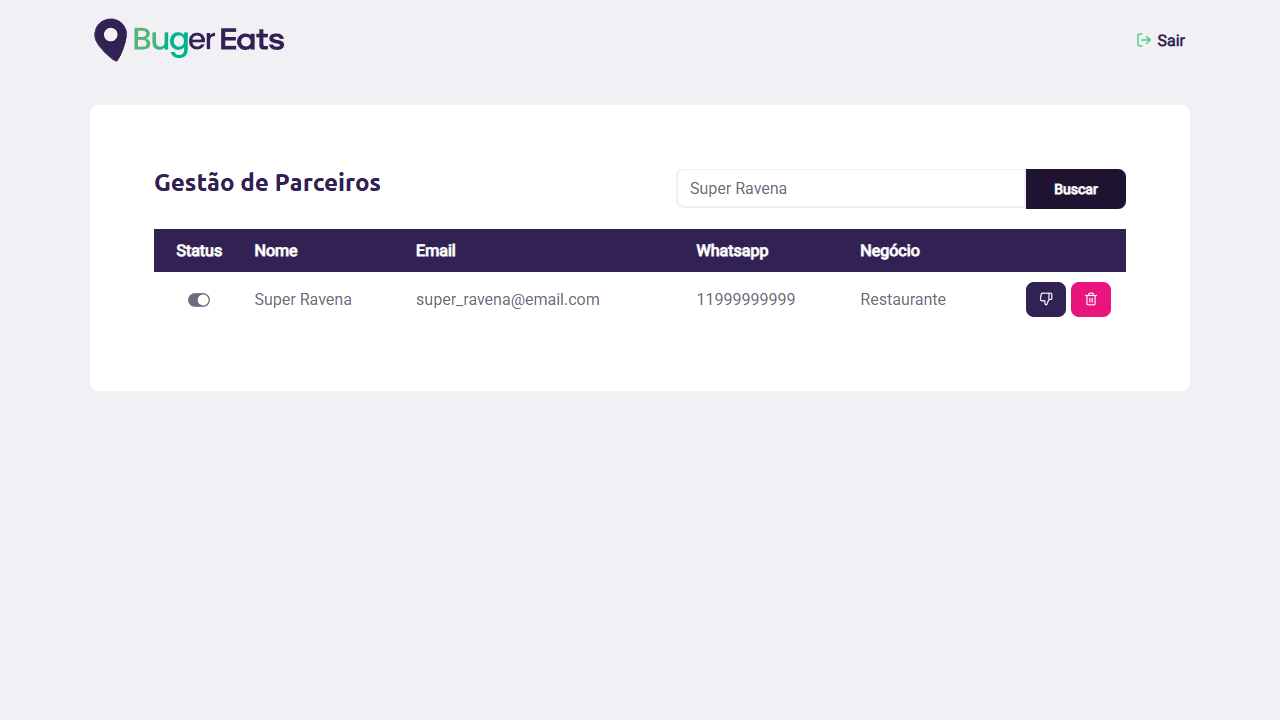 Buger Eats
Sair
Gestão de Parceiros
Super Ravena
Buscar
Status Nome Email Whatsapp Negócio
Super Ravena super_ravena@email.com 11999999999 Restaurante